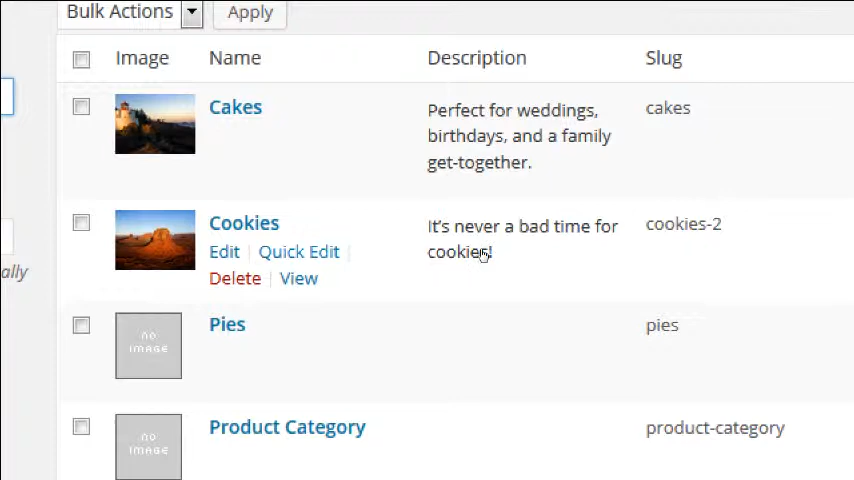 Bulk Actions Apply
Image Name Description Slug
Cakes Perfect for weddings, cakes
birthdays, and a family
get-together.
Cookies It's never a bad time for cookies-2
Edit | Quick Edit | cookies!
ally
Delete | View
Pies pies
no
image
Product Category product-category
no
image